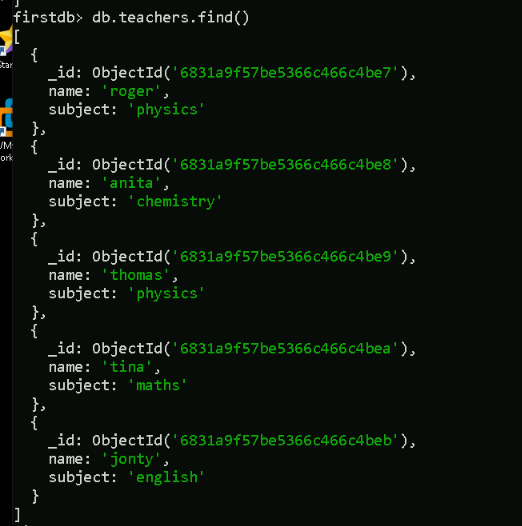 ]
firstdb> db.teachers.find()
[
  {
    _id: ObjectId('6831a9f57be5366c466c4be7'),
    name: 'roger',
    subject: 'physics'
  },
  {
    _id: ObjectId('6831a9f57be5366c466c4be8'),
    name: 'anita',
    subject: 'chemistry'
  },
  {
    _id: ObjectId('6831a9f57be5366c466c4be9'),
    name: 'thomas',
    subject: 'physics'
  },
  {
    _id: ObjectId('6831a9f57be5366c466c4bea'),
    name: 'tina',
    subject: 'maths'
  },
  {
    _id: ObjectId('6831a9f57be5366c466c4beb'),
    name: 'jonty',
    subject: 'english'
  }
]